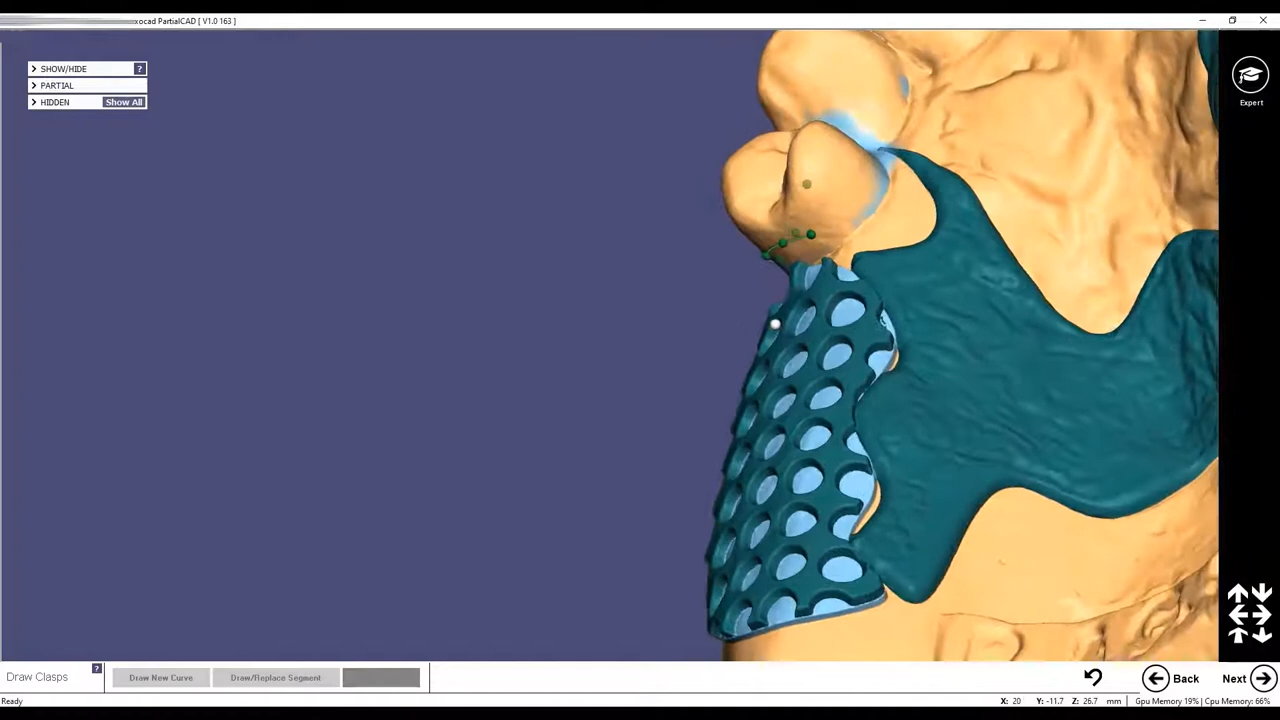 xocad PartialCAD [ V1.0 163 ]
SHOW/HIDE ?
PARTIAL
HIDDEN Show All
Expert
Draw Clasps ? Draw New Curve Draw/Replace Segment Back Next
Ready X: 20 Y: -11.7 Z: 26.7 mm Gpu Memory 19% | Cpu Memory: 66%